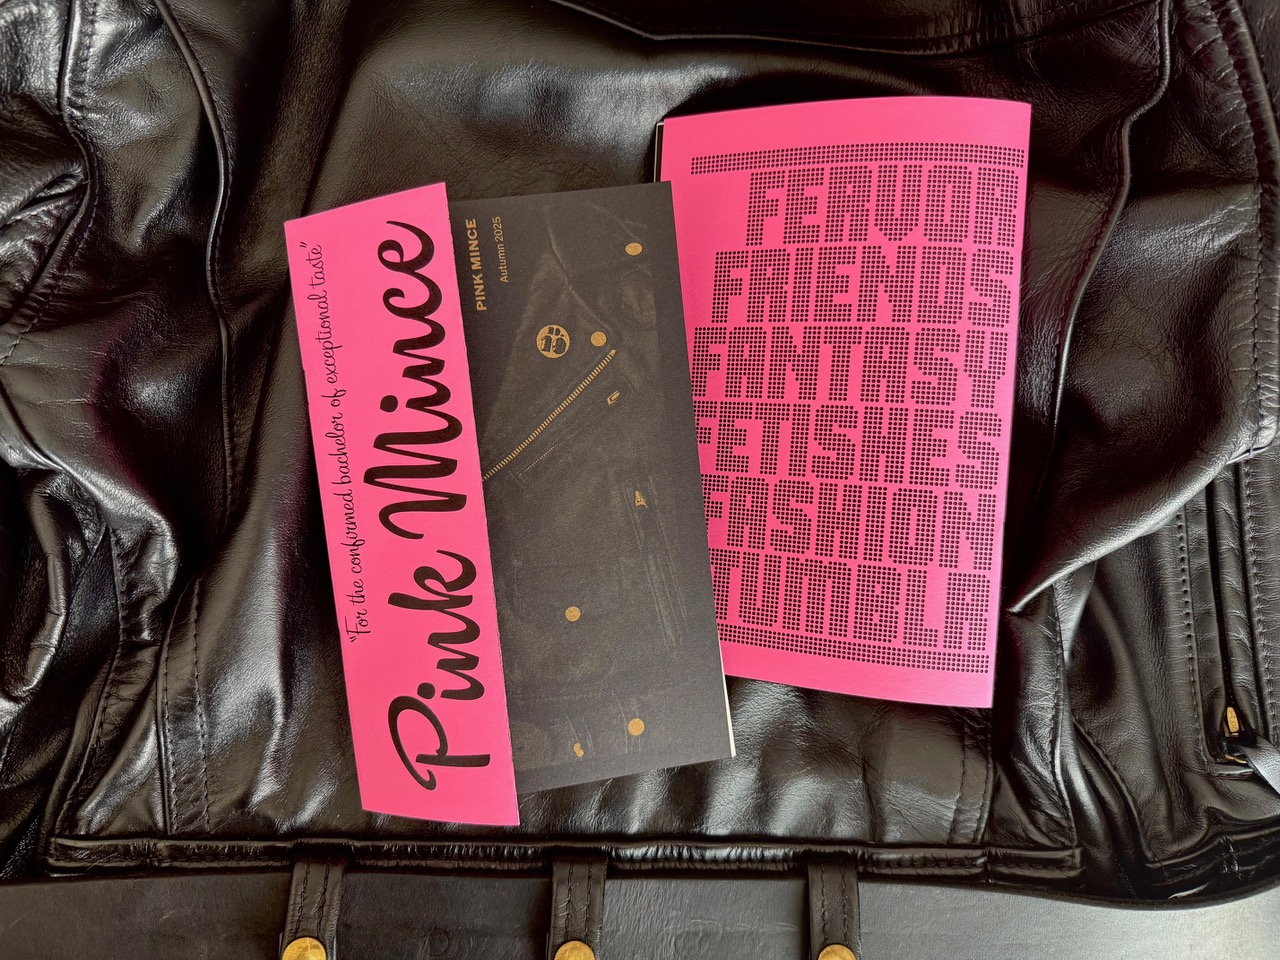 "For the confirmed bachelor of exceptional taste"
Pink Mince
PINK MINCE
Autumn 2025
FERVOR
FRIENDS
FANTASY
FETISHES
FASHION
TUMBLR